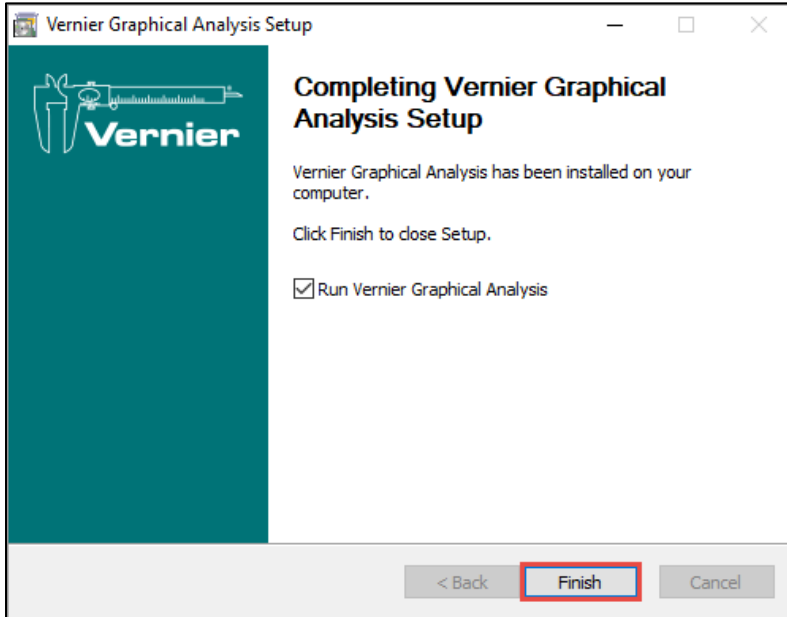 Vernier Graphical Analysis Setup
Vernier
Completing Vernier Graphical
Analysis Setup
Vernier Graphical Analysis has been installed on your
computer.
Click Finish to close Setup.
Run Vernier Graphical Analysis
< Back Finish Cancel